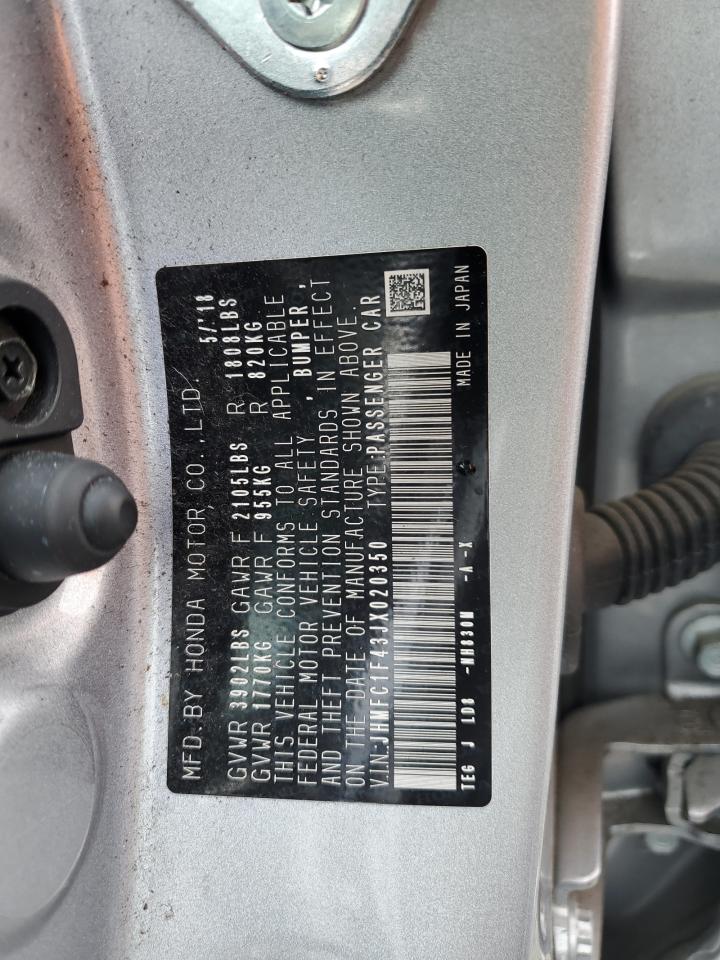 MFD. BY HONDA MOTOR CO., LTD. 5/'18
GVWR 3902LBS GAWR F 2105LBS R 1808LBS
GVWR 1770KG GAWR F 955KG R 820KG
THIS VEHICLE CONFORMS TO ALL APPLICABLE
FEDERAL MOTOR VEHICLE SAFETY , BUMPER ,
AND THEFT PREVENTION STANDARDS IN EFFECT
ON THE DATE OF MANUFACTURE SHOWN ABOVE.
V.I.N.:JHMFC1F43JX020350 TYPE:PASSENGER CAR
TEG J LD8 -NH830M -A-X MADE IN JAPAN